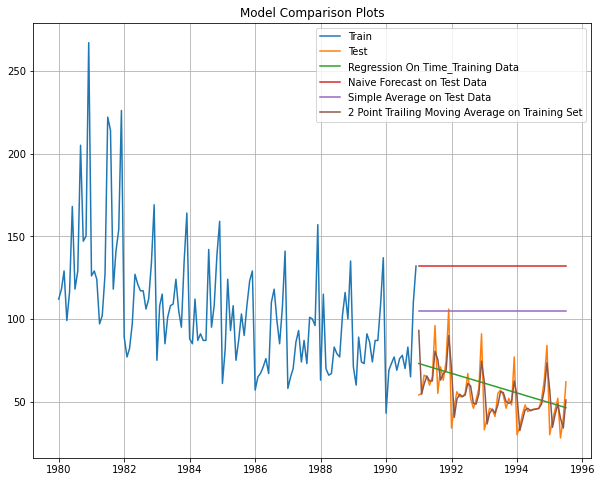 Model Comparison Plots
Train
Test
Regression On Time_Training Data
Naive Forecast on Test Data
Simple Average on Test Data
2 Point Trailing Moving Average on Training Set
250
200
150
100
50
1980 1982 1984 1986 1988 1990 1992 1994 1996